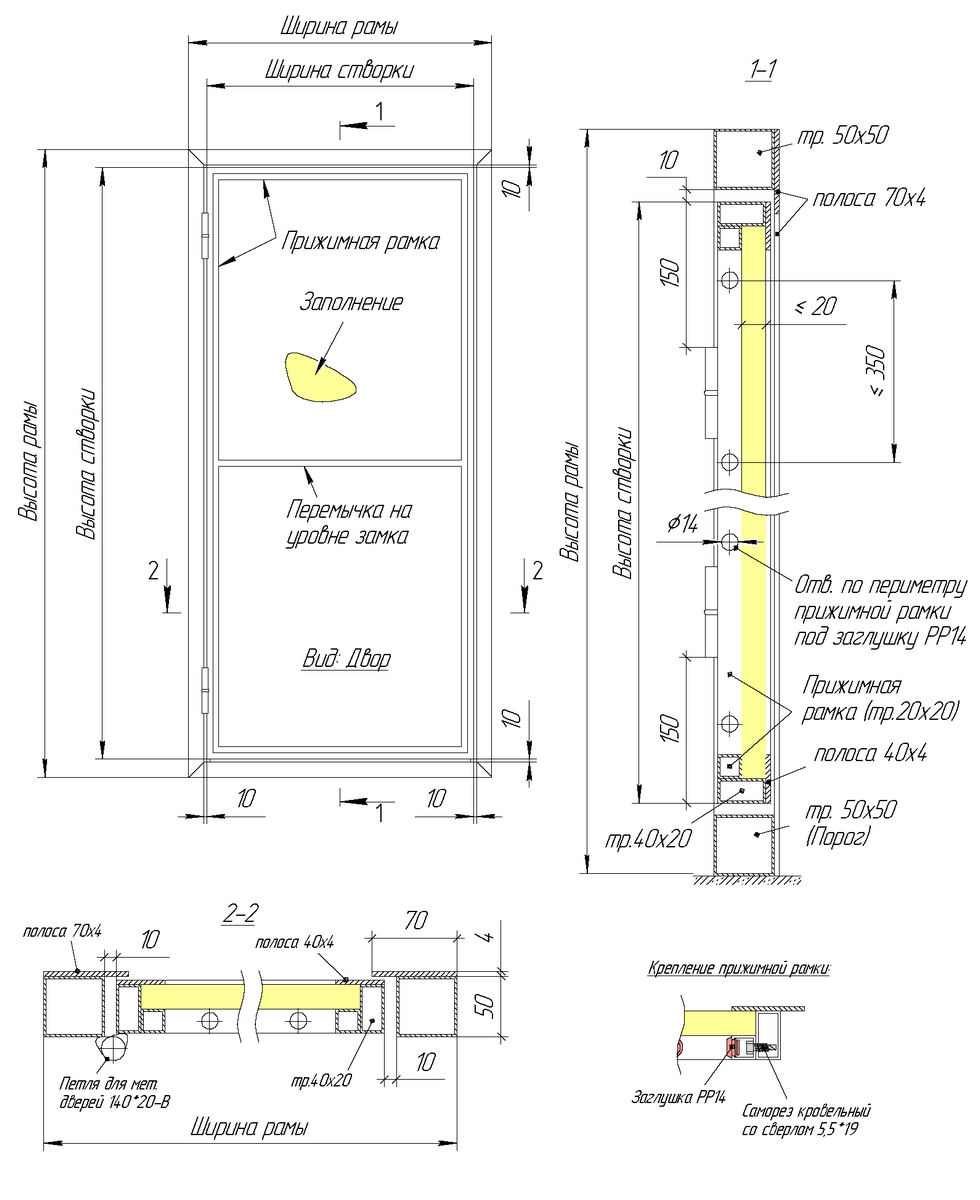 Ширина рамы
Ширина створки
1
10
Прижимная рамка
Заполнение
Высота рамы
Высота створки
Перемычка на
уровне замка
2
2
Вид: Двор
10
10
10
1
1–1
тр. 50х50
10
полоса 70х4
150
≤ 20
≤ 350
Высота рамы
Высота створки
ϕ14
Отв. по периметру
прижимной рамки
под заглушку РР14
Прижимная
рамка (тр.20х20)
150
полоса 40х4
тр.40х20
тр. 50х50
(Порог)
2–2
полоса 70х4
10
полоса 40х4
70
4
50
10
Петля для мет.
дверей 140*20-В
тр.40х20
Ширина рамы
Крепление прижимной рамки:
Заглушка РР14
Саморез кровельный
со сверлом 5,5*19